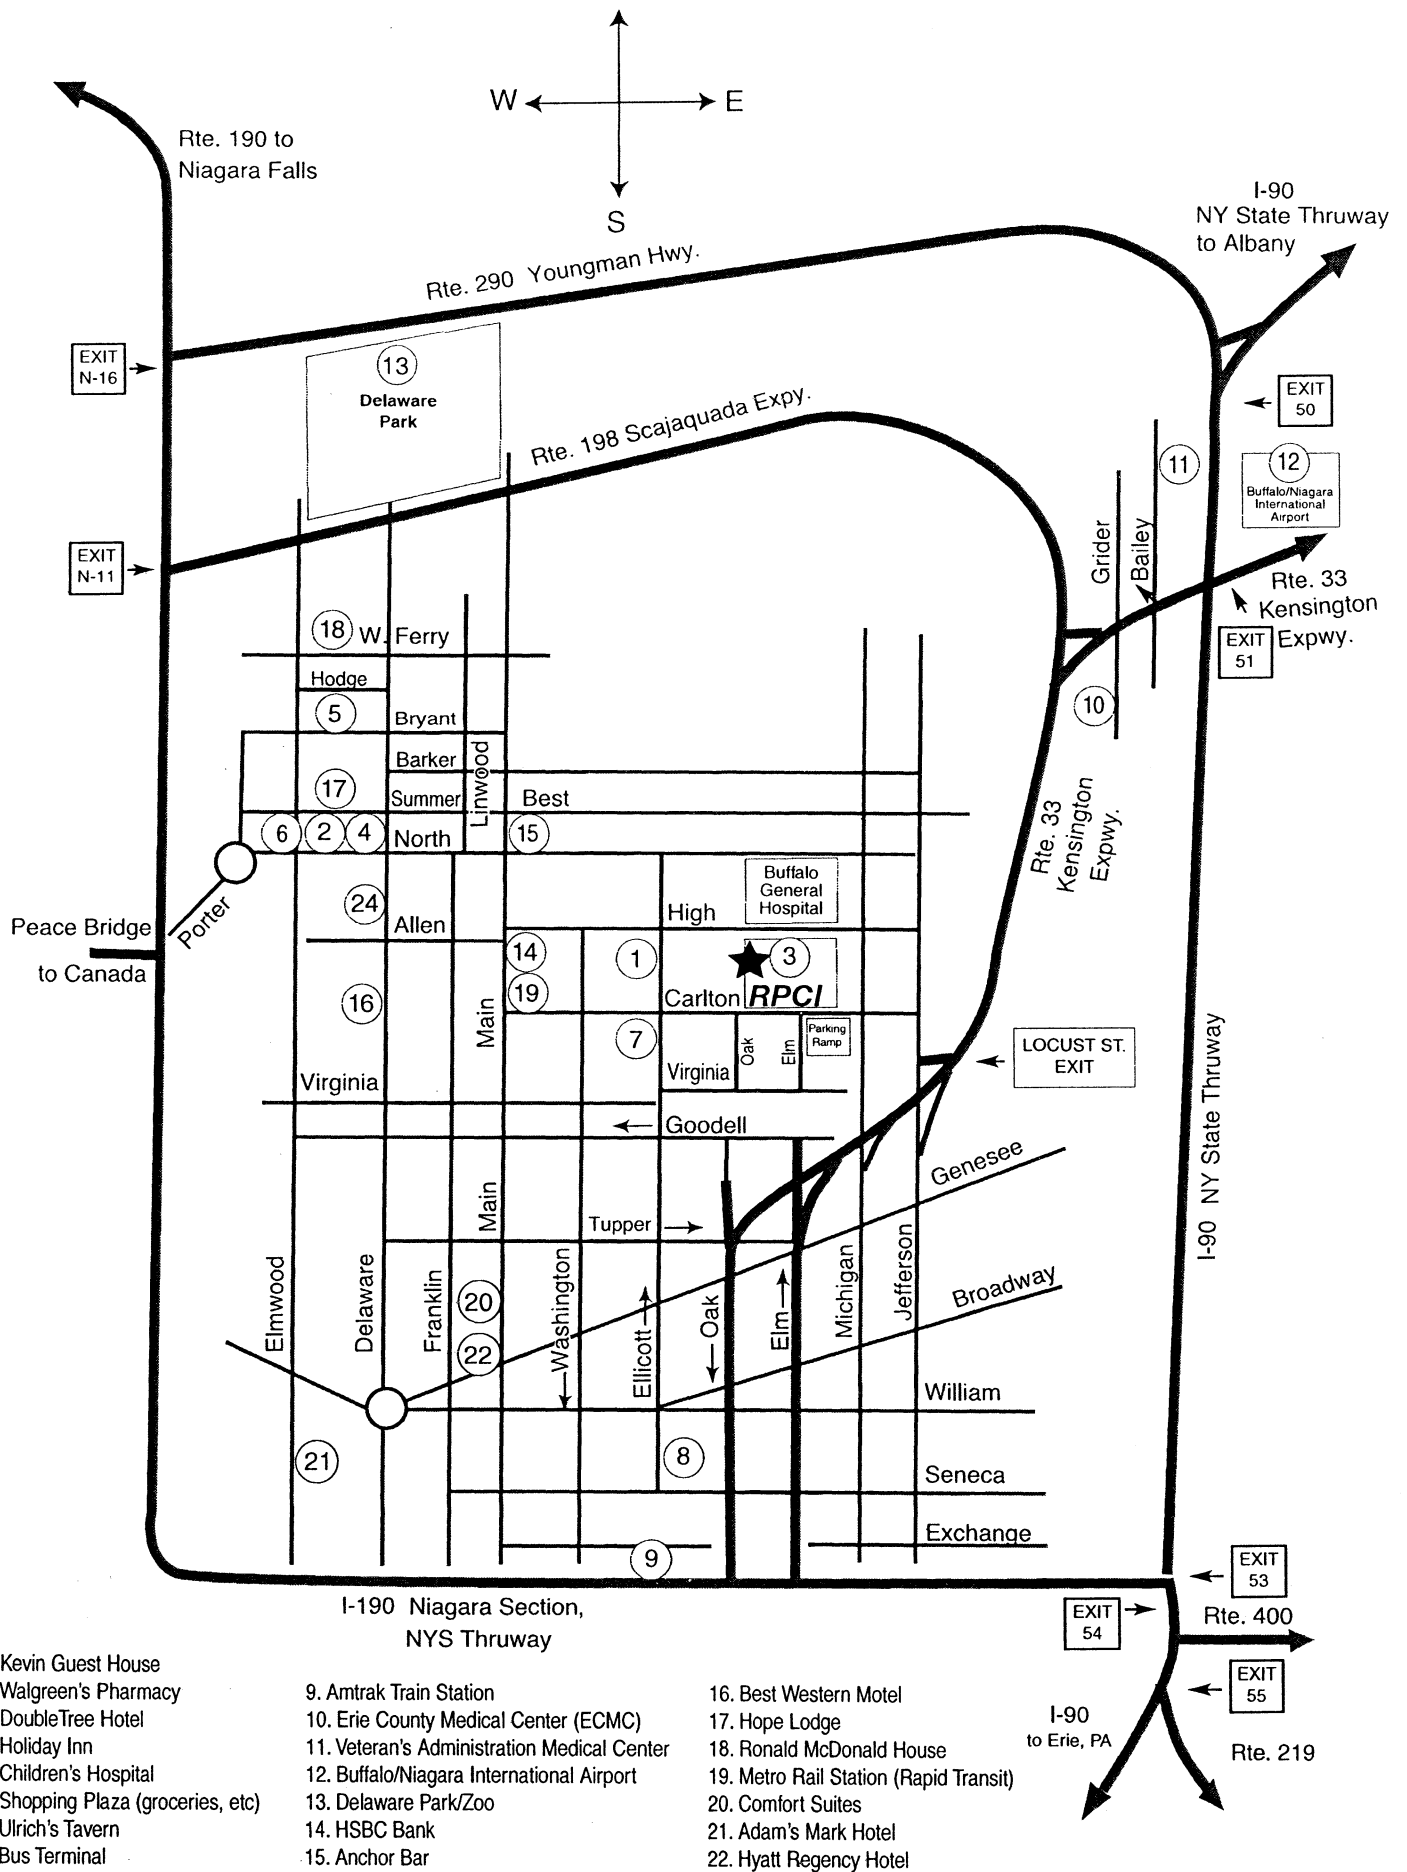 W E
S
Rte. 190 to
Niagara Falls
I-90
NY State Thruway
to Albany
Rte. 290 Youngman Hwy.
EXIT
N-16
13
Delaware
Park
EXIT
50
Rte. 198 Scajaquada Expy.
11
12
Buffalo/Niagara
International
Airport
EXIT
N-11
Grider
Bailey
Rte. 33
Kensington
Expwy.
EXIT
51
18 W. Ferry
Hodge
5
Bryant
10
Barker
Linwood
17
Summer
Best
6 2 4
North
15
Rte. 33
Kensington
Expwy.
Buffalo
General
Hospital
24
Allen
High
Porter
Peace Bridge
to Canada
14
1
3
16
19
Carlton RPCI
Main
7
Oak
Elm
Parking
Ramp
LOCUST ST.
EXIT
Virginia
Virginia
Goodell
Genesee
I-90 NY State Thruway
Main
Tupper
Elmwood
Delaware
Franklin
20
22
Washington
Ellicott
Oak
Elm
Michigan
Jefferson
Broadway
William
21
8
Seneca
Exchange
9
EXIT
53
I-190 Niagara Section,
NYS Thruway
EXIT
54
Rte. 400
EXIT
55
I-90
to Erie, PA
Rte. 219
Kevin Guest House
Walgreen's Pharmacy
DoubleTree Hotel
Holiday Inn
Children's Hospital
Shopping Plaza (groceries, etc)
Ulrich's Tavern
Bus Terminal
9. Amtrak Train Station
10. Erie County Medical Center (ECMC)
11. Veteran's Administration Medical Center
12. Buffalo/Niagara International Airport
13. Delaware Park/Zoo
14. HSBC Bank
15. Anchor Bar
16. Best Western Motel
17. Hope Lodge
18. Ronald McDonald House
19. Metro Rail Station (Rapid Transit)
20. Comfort Suites
21. Adam's Mark Hotel
22. Hyatt Regency Hotel